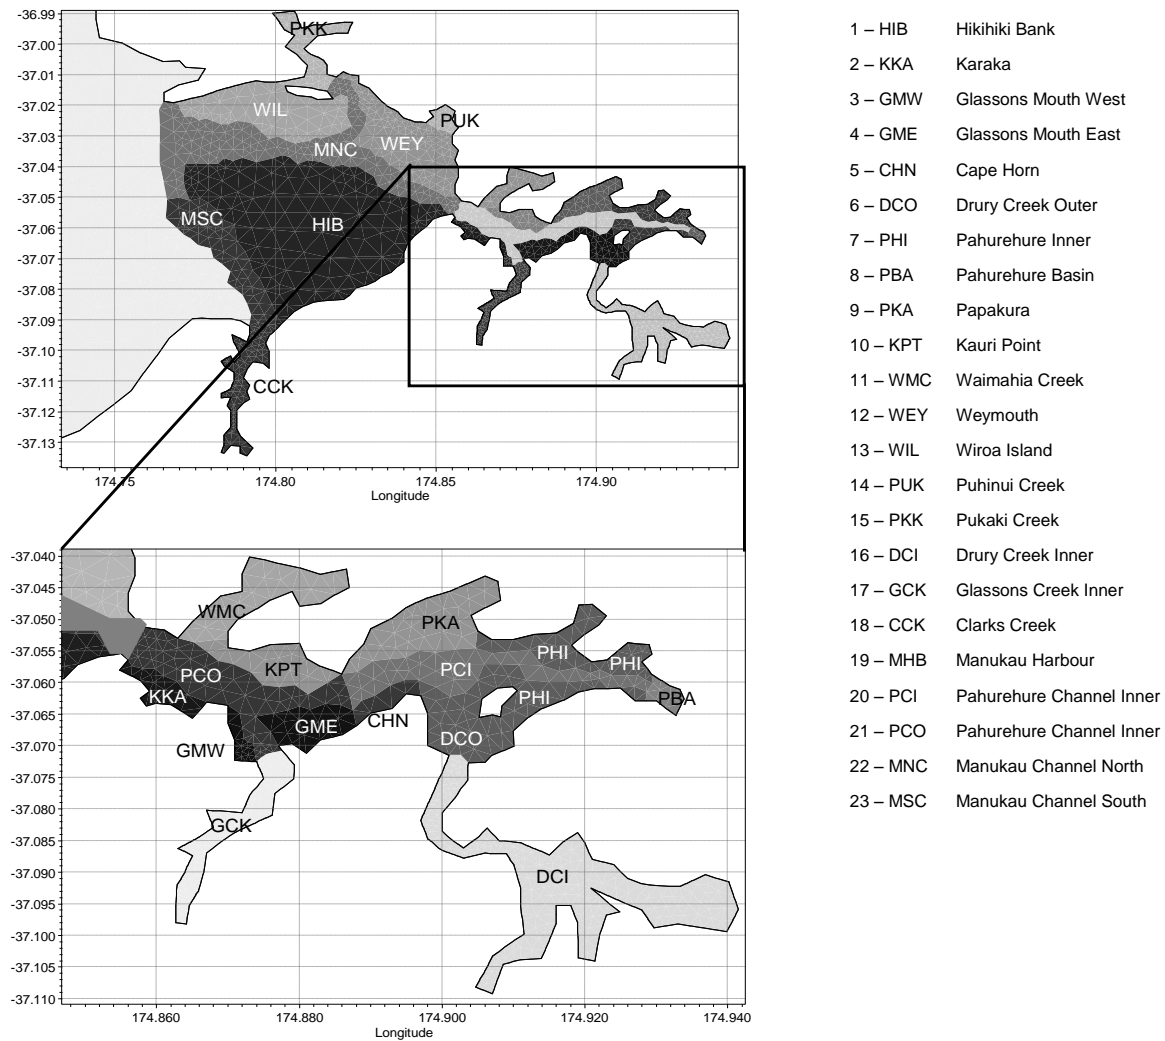 -36.99
-37.00
-37.01
-37.02
-37.03
-37.04
-37.05
-37.06
-37.07
-37.08
-37.09
-37.10
-37.11
-37.12
-37.13
PKK
WIL
PUK
WEY
MNC
MSC
HIB
CCK
174.75 174.80 174.85 174.90
Longitude
-37.040
-37.045
-37.050
-37.055
-37.060
-37.065
-37.070
-37.075
-37.080
-37.085
-37.090
-37.095
-37.100
-37.105
-37.110
WMC
PKA
PHI
PHI
KPT
PCI
PCO
KKA
PHI
PBA
CHN
GME
DCO
GMW
GCK
DCI
174.860 174.880 174.900 174.920 174.940
Longitude
1 – HIB Hikihiki Bank
2 – KKA Karaka
3 – GMW Glassons Mouth West
4 – GME Glassons Mouth East
5 – CHN Cape Horn
6 – DCO Drury Creek Outer
7 – PHI Pahurehure Inner
8 – PBA Pahurehure Basin
9 – PKA Papakura
10 – KPT Kauri Point
11 – WMC Waimahia Creek
12 – WEY Weymouth
13 – WIL Wiroa Island
14 – PUK Puhinui Creek
15 – PKK Pukaki Creek
16 – DCI Drury Creek Inner
17 – GCK Glassons Creek Inner
18 – CCK Clarks Creek
19 – MHB Manukau Harbour
20 – PCI Pahurehure Channel Inner
21 – PCO Pahurehure Channel Inner
22 – MNC Manukau Channel North
23 – MSC Manukau Channel South